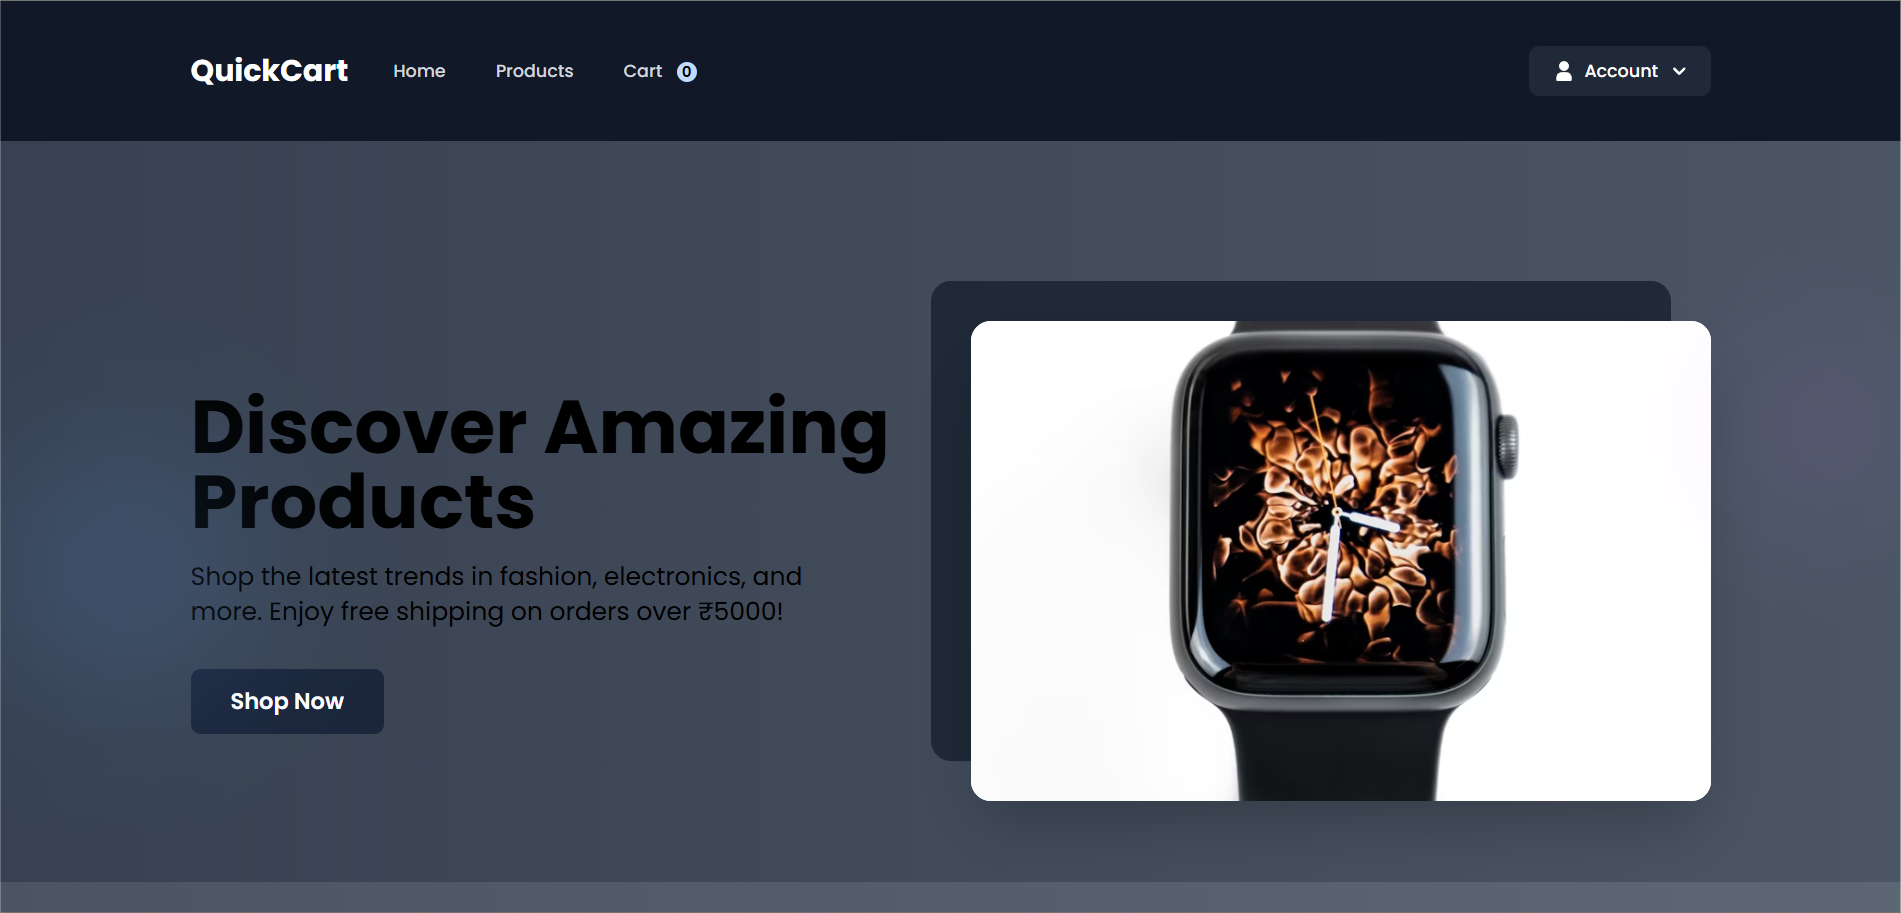 QuickCart
Home
Products
Cart 0
Account
Discover Amazing
Products
Shop the latest trends in fashion, electronics, and
more. Enjoy free shipping on orders over ₹5000!
Shop Now